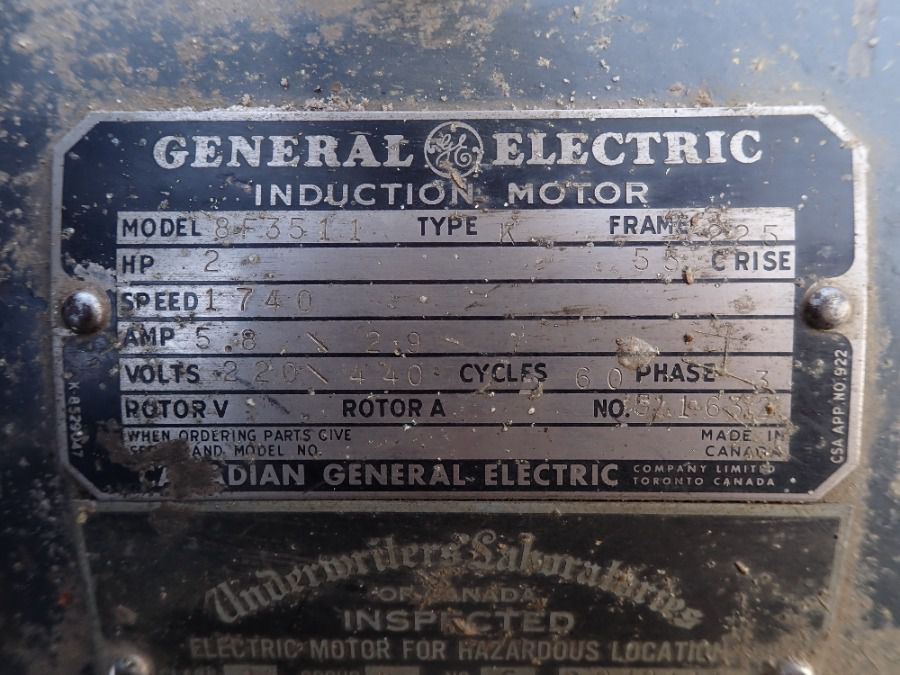 GENERAL GE ELECTRIC
INDUCTION MOTOR
MODEL 8F3511 TYPE K FRAME 225
HP 2 55 C RISE
SPEED 1740
AMP 5.8 \ 2.9
VOLTS 220 \ 440 CYCLES 60 PHASE 3
ROTOR V ROTOR A NO.
WHEN ORDERING PARTS GIVE
AND MODEL NO.
MADE IN
CANADA
GENERAL ELECTRIC COMPANY LIMITED
TORONTO CANADA
CSA APP. NO. 922
Underwriters' Laboratories
OF CANADA
INSPECTED
ELECTRIC MOTOR FOR HAZARDOUS LOCATION